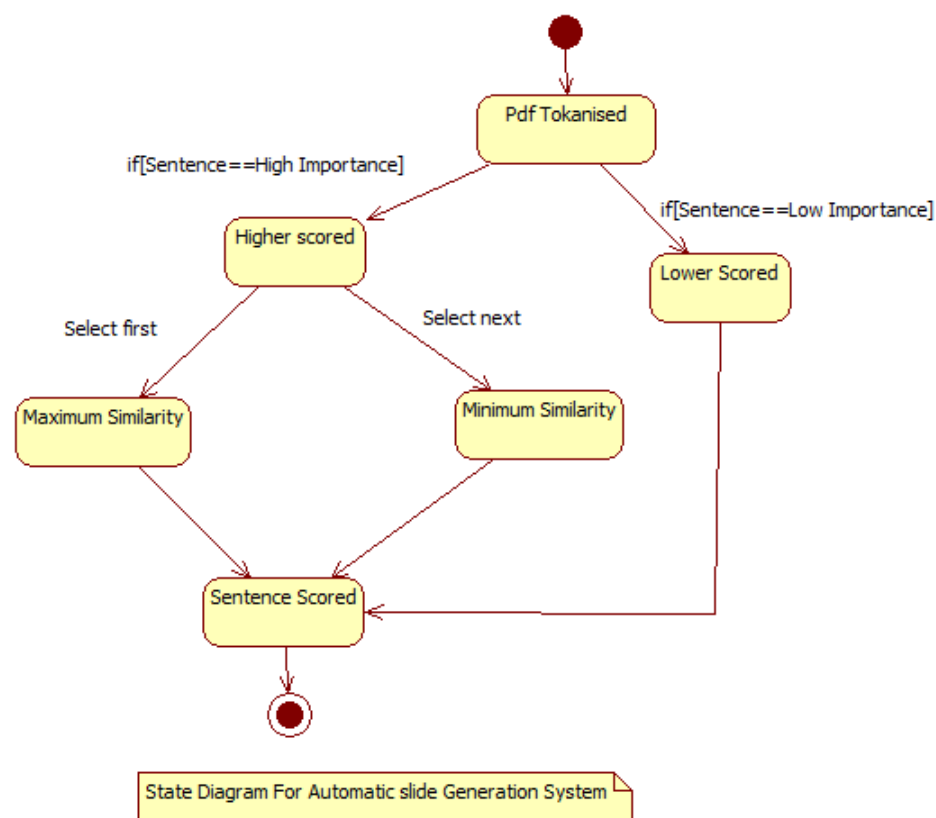 Pdf Tokanised
if[Sentence==High Importance]
if[Sentence==Low Importance]
Higher scored
Lower Scored
Select first
Select next
Maximum Similarity
Minimum Similarity
Sentence Scored
State Diagram For Automatic slide Generation System